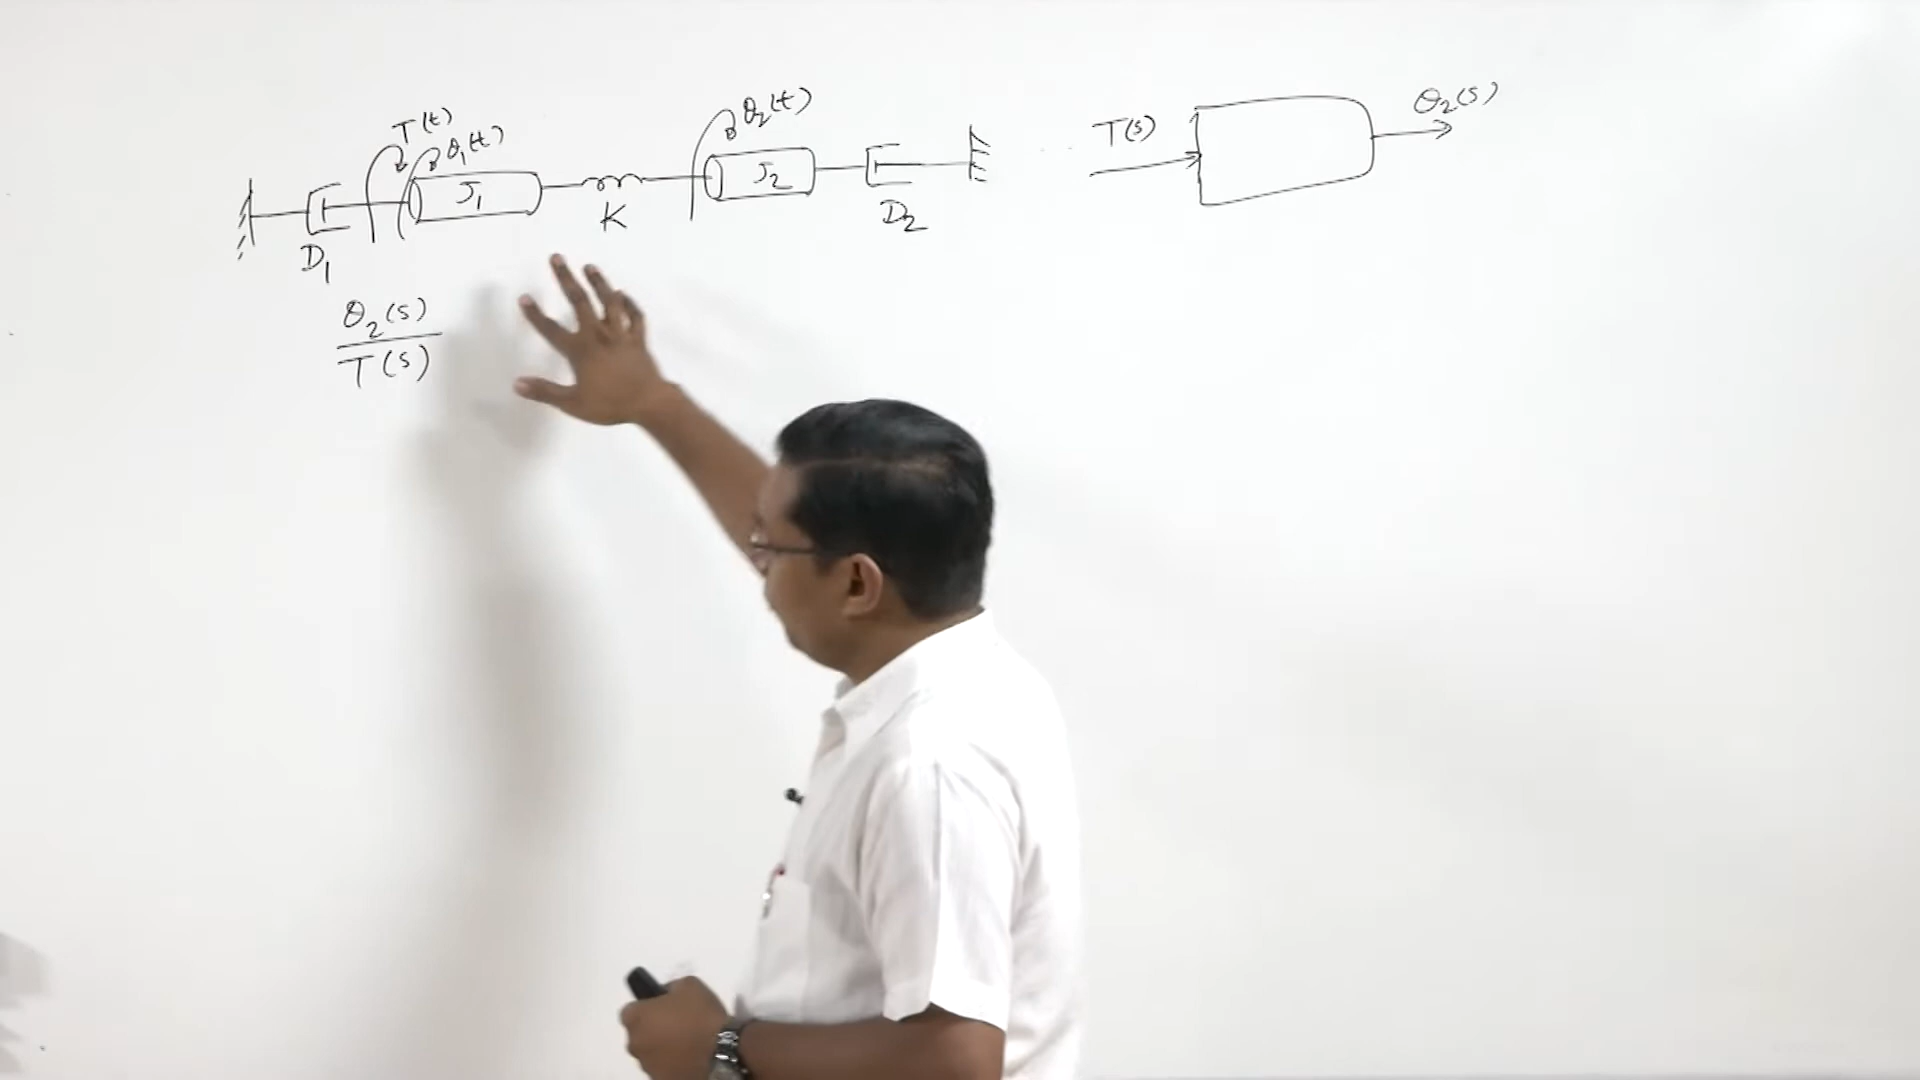 T(t) θ₁(t) θ₂(t) T(s) θ₂(s)
J₁ J₂
D₁ K D₂
θ₂(s)
T(s)